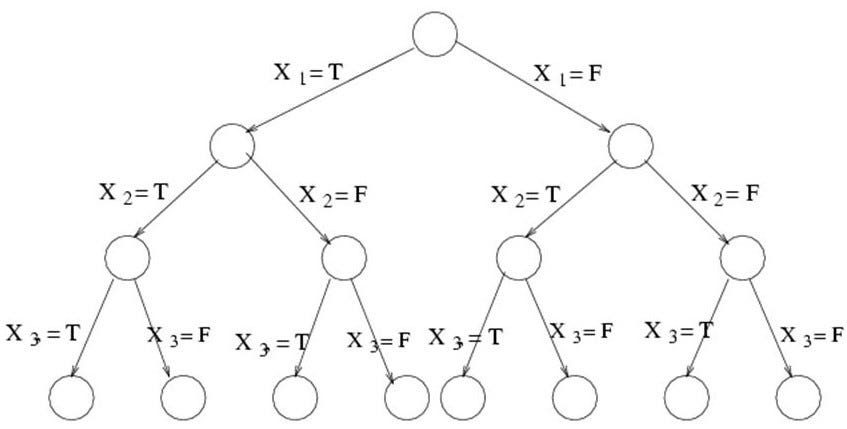 X 1= T
X 1= F
X 2= T
X 2= F
X 2= T
X 2= F
X 3= T
X 3= F
X 3= T
X 3= F
X 3= T
X 3= F
X 3= T
X 3= F